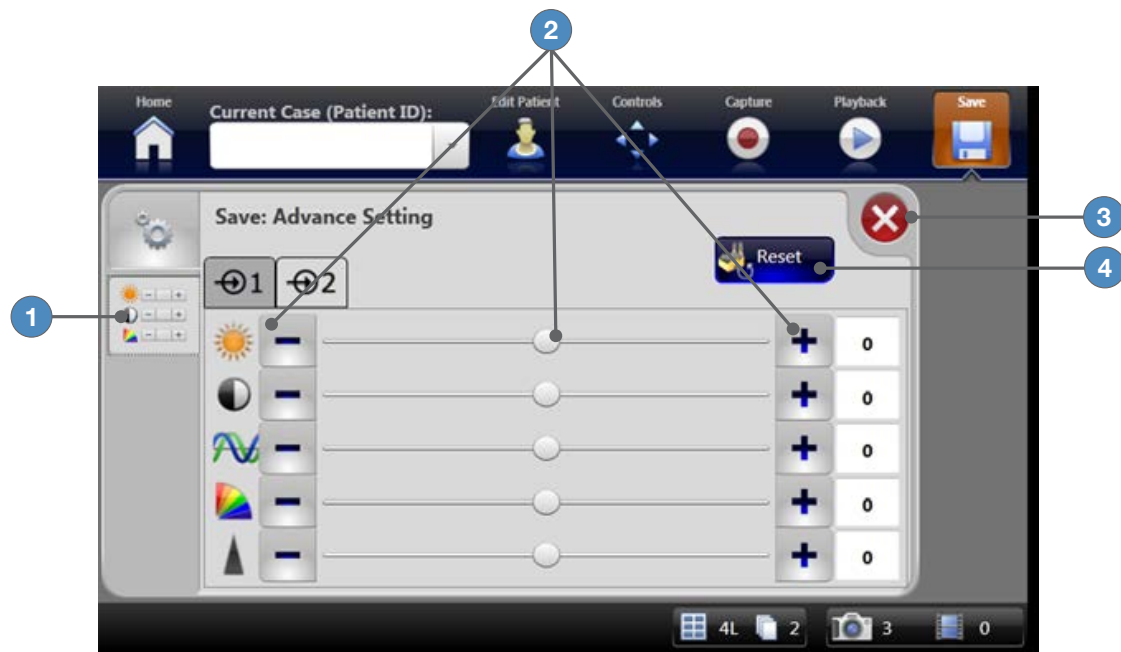 2
Home
Current Case (Patient ID):
Edit Patient
Controls
Capture
Playback
Save
Save: Advance Setting
3
Reset
4
1 2
1
0
0
0
0
0
4L 2 3 0